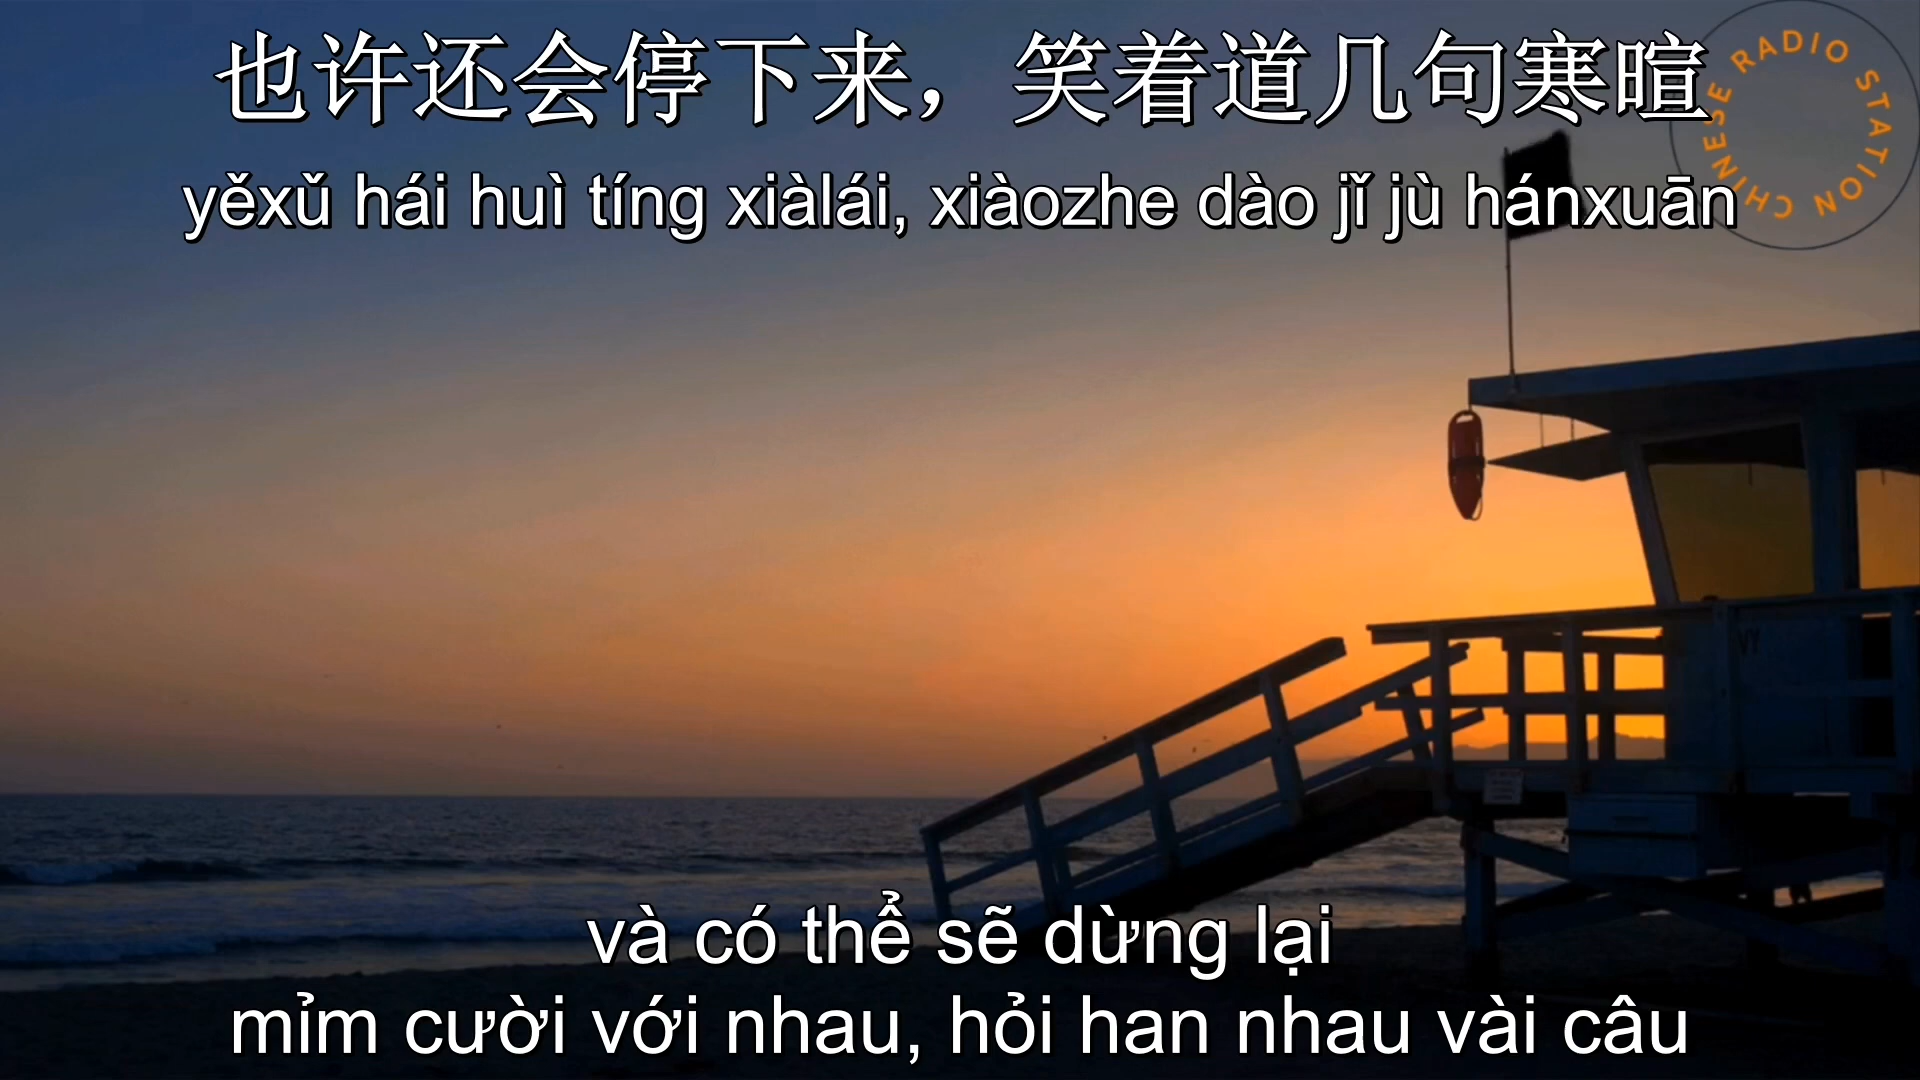 也许还会停下来，笑着道几句寒暄
yěxǔ hái huì tíng xiàlái, xiàozhe dào jǐ jù hánxuān
CHINESE RADIO STATION
VY
và có thể sẽ dừng lại
mỉm cười với nhau, hỏi han nhau vài câu